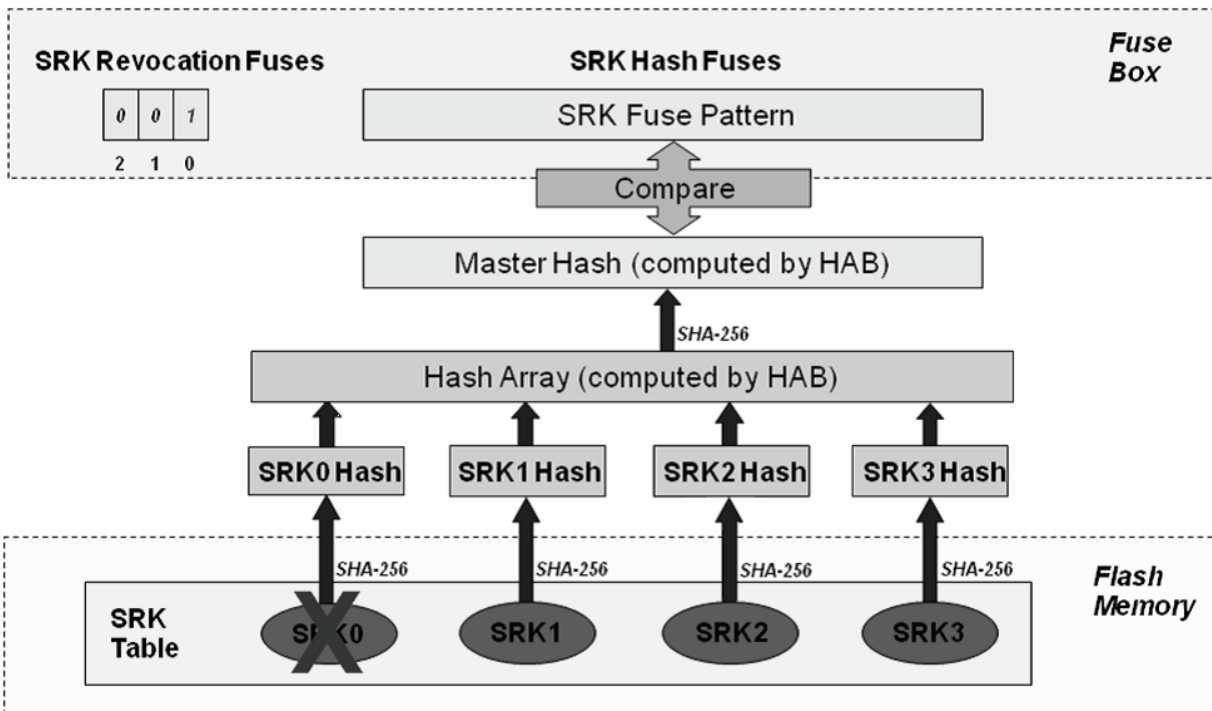 SRK Revocation Fuses
SRK Hash Fuses
Fuse
Box
0 0 1
2 1 0
SRK Fuse Pattern
Compare
Master Hash (computed by HAB)
SHA-256
Hash Array (computed by HAB)
SRK0 Hash
SRK1 Hash
SRK2 Hash
SRK3 Hash
SHA-256
SHA-256
SHA-256
SHA-256
Flash
Memory
SRK
Table
SRK0
SRK1
SRK2
SRK3